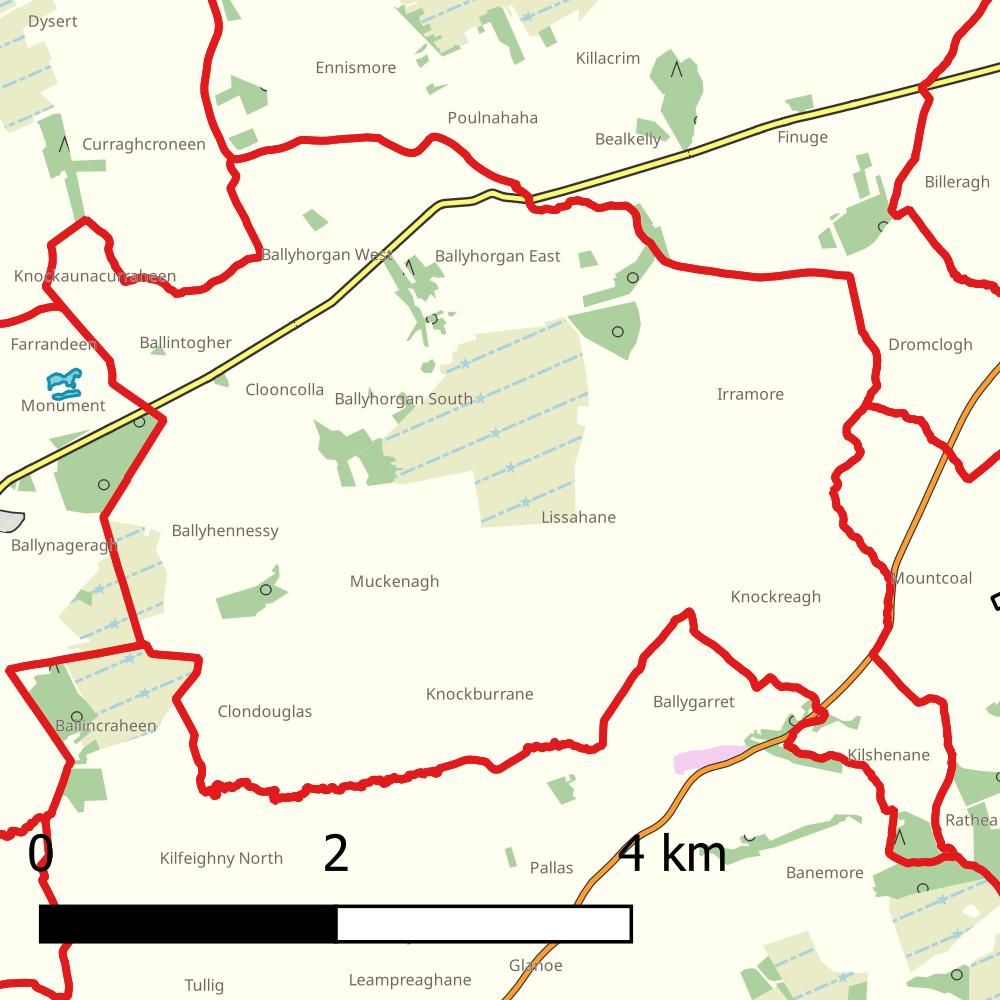 Dysert
Killacrim
Ennismore
Poulnahaha
Finuge
Bealkelly
Curraghcroneen
Billeragh
Ballyhorgan West
Ballyhorgan East
Knockaunacurraheen
Ballintogher
Farrandeen
Dromclogh
Clooncolla
Irramore
Ballyhorgan South
Monument
Lissahane
Ballyhennessy
Ballynageragh
Mountcoal
Muckenagh
Knockreagh
Knockburrane
Ballygarret
Clondouglas
Ballincraheen
Kilshenane
Rathea
0 2 4 km
Kilfeighny North
Pallas
Banemore
Glanoe
Leampreaghane
Tullig